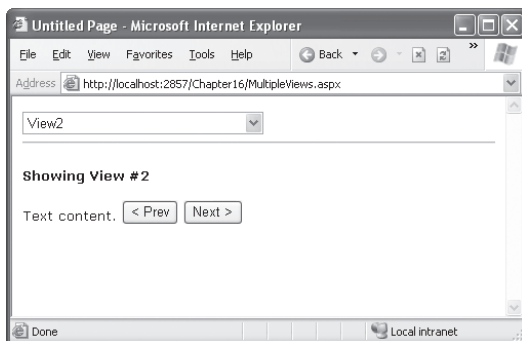 Untitled Page - Microsoft Internet Explorer
File Edit View Favorites Tools Help Back »
Address http://localhost:2857/Chapter16/MultipleViews.aspx
View2
Showing View #2
Text content. < Prev Next >
Done Local intranet